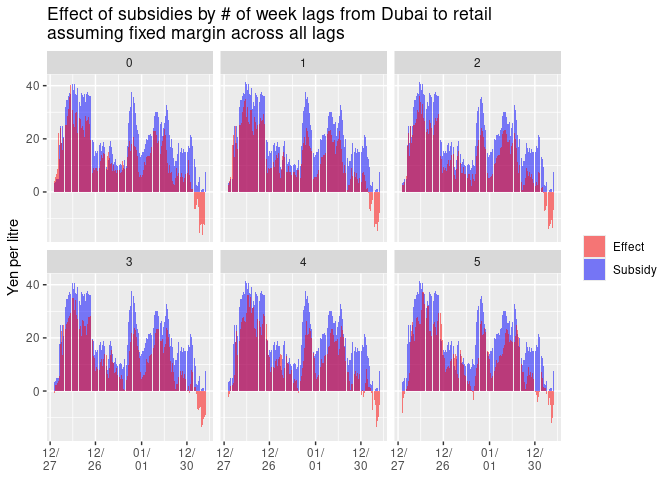 Effect of subsidies by # of week lags from Dubai to retail
assuming fixed margin across all lags
0 1 2
40
20
0
3 4 5
40
20
0
Yen per litre
12/ 12/ 01/ 12/ 12/ 12/ 01/ 12/ 12/ 12/ 01/ 12/
27 26 01 30 27 26 01 30 27 26 01 30
Effect
Subsidy